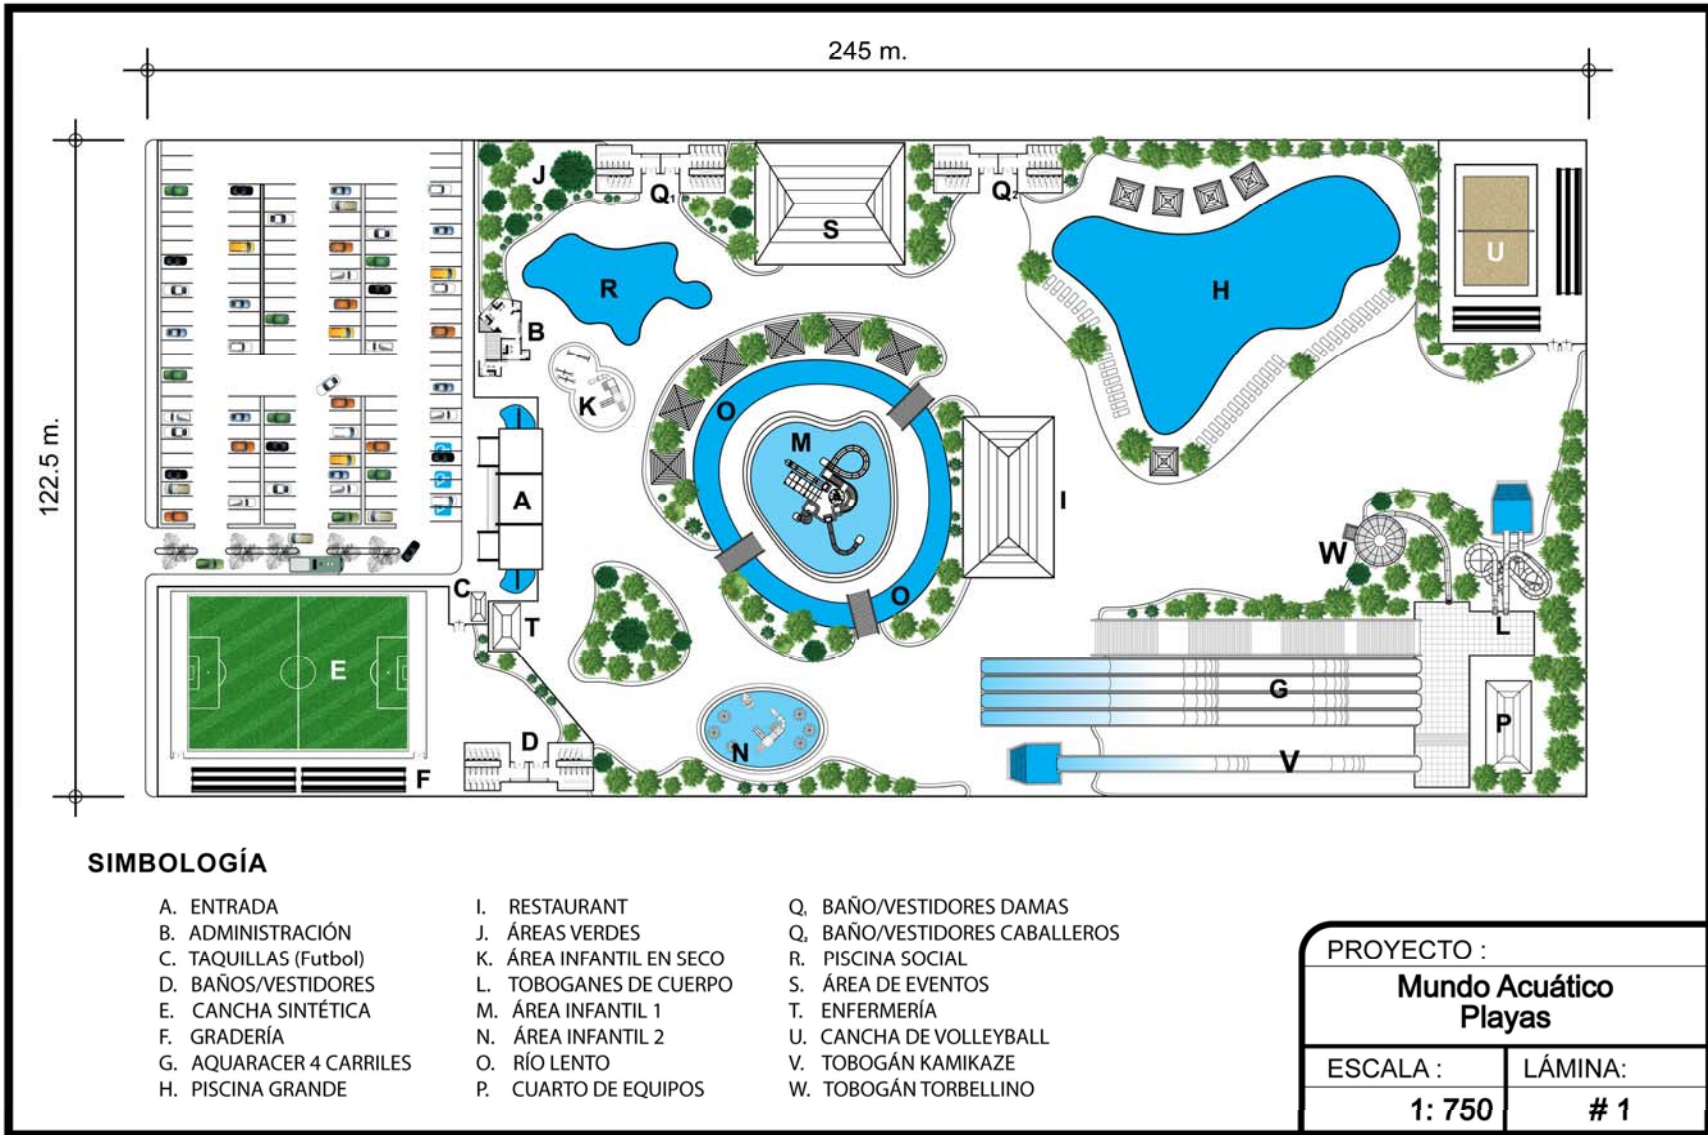 245 m.
122.5 m.
J
Q₁
S
Q₂
U
R
H
B
K
O
M
A
I
W
C
T
O
L
E
G
P
D
N
V
F
SIMBOLOGÍA
A. ENTRADA
B. ADMINISTRACIÓN
C. TAQUILLAS (Futbol)
D. BAÑOS/VESTIDORES
E. CANCHA SINTÉTICA
F. GRADERÍA
G. AQUARACER 4 CARRILES
H. PISCINA GRANDE
I. RESTAURANT
J. ÁREAS VERDES
K. ÁREA INFANTIL EN SECO
L. TOBOGANES DE CUERPO
M. ÁREA INFANTIL 1
N. ÁREA INFANTIL 2
O. RÍO LENTO
P. CUARTO DE EQUIPOS
Q₁ BAÑO/VESTIDORES DAMAS
Q₂ BAÑO/VESTIDORES CABALLEROS
R. PISCINA SOCIAL
S. ÁREA DE EVENTOS
T. ENFERMERÍA
U. CANCHA DE VOLLEYBALL
V. TOBOGÁN KAMIKAZE
W. TOBOGÁN TORBELLINO
PROYECTO :
Mundo Acuático
Playas
ESCALA :
1: 750
LÁMINA:
# 1